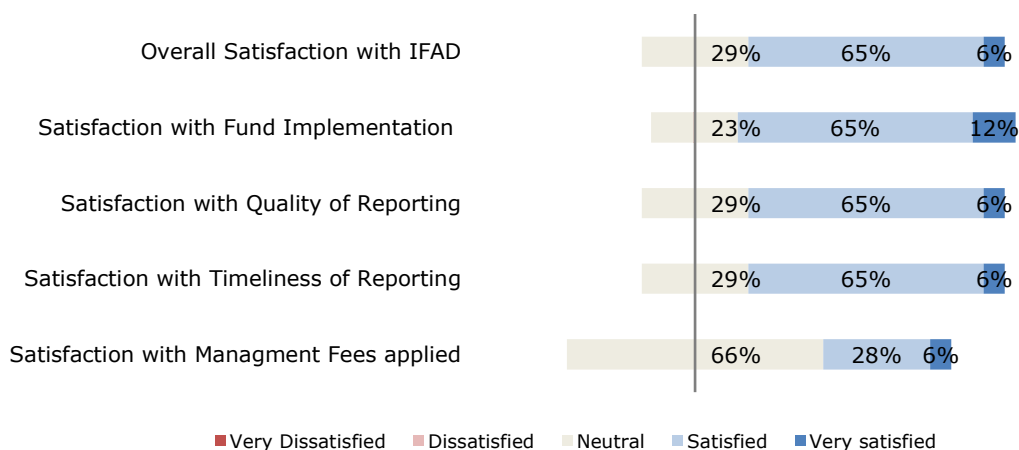 Overall Satisfaction with IFAD 29% 65% 6%
Satisfaction with Fund Implementation 23% 65% 12%
Satisfaction with Quality of Reporting 29% 65% 6%
Satisfaction with Timeliness of Reporting 29% 65% 6%
Satisfaction with Managment Fees applied 66% 28% 6%
Very Dissatisfied Dissatisfied Neutral Satisfied Very satisfied